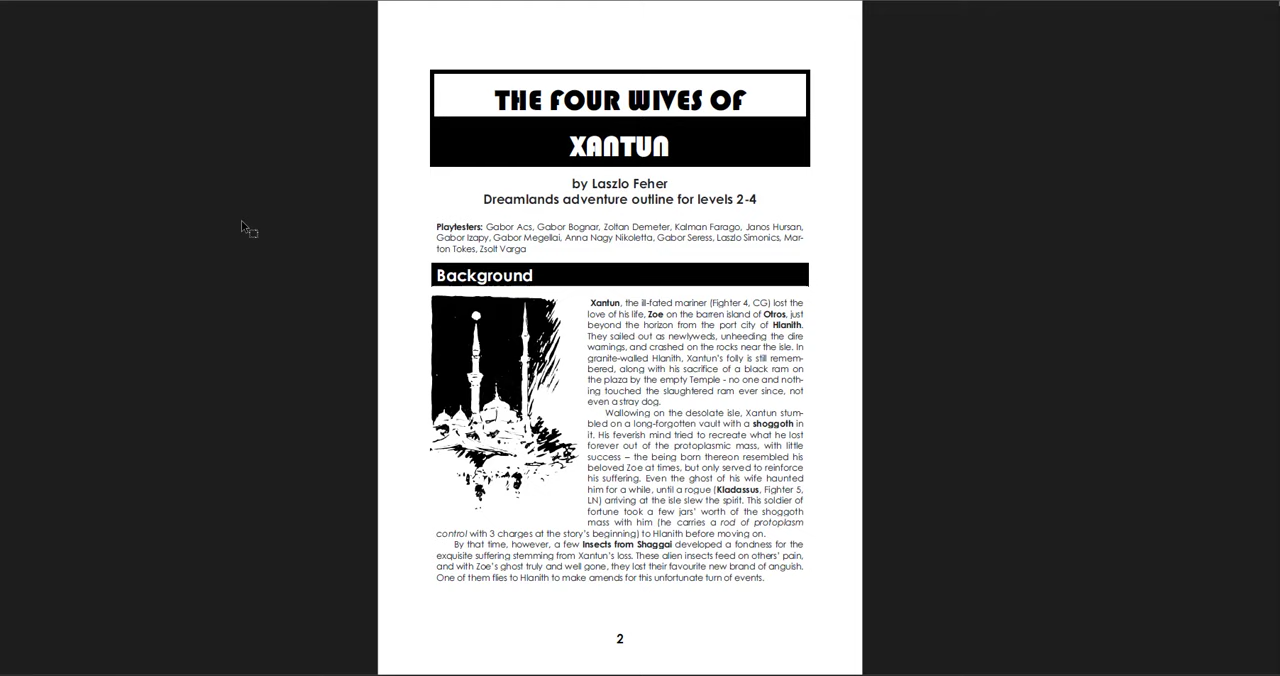 THE FOUR WIVES OF
XANTUN
by Laszlo Feher
Dreamlands adventure outline for levels 2-4
Playtesters: Gabor Acs, Gabor Bognar, Zoltan Demeter, Kalman Farago, Janos Hursan,
Gabor Izapy, Gabor Megellai, Anna Nagy Nikoletta, Gabor Seress, Laszlo Simonics, Mar-
ton Tokes, Zsolt Varga
Background
Xantun, the ill-fated mariner (Fighter 4, CG) lost the
love of his life, Zoe on the barren island of Otros, just
beyond the horizon from the port city of Hlanith.
They sailed out as newlyweds, unheeding the dire
warnings, and crashed on the rocks near the isle. In
granite-walled Hlanith, Xantun's folly is still remem-
bered, along with his sacrifice of a black ram on
the plaza by the empty Temple - no one and noth-
ing touched the slaughtered ram ever since, not
even a stray dog.
Wallowing on the desolate isle, Xantun stum-
bled on a long-forgotten vault with a shoggoth in
it. His feverish mind tried to recreate what he lost
forever out of the protoplasmic mass, with little
success – the being born thereon resembled his
beloved Zoe at times, but only served to reinforce
his suffering. Even the ghost of his wife haunted
him for a while, until a rogue (Kladassus, Fighter 5,
LN) arriving at the isle slew the spirit. This soldier of
fortune took a few jars' worth of the shoggoth
mass with him (he carries a rod of protoplasm
control with 3 charges at the story's beginning) to Hlanith before moving on.
By that time, however, a few Insects from Shaggai developed a fondness for the
exquisite suffering stemming from Xantun's loss. These alien insects feed on others' pain,
and with Zoe's ghost truly and well gone, they lost their favourite new brand of anguish.
One of them flies to Hlanith to make amends for this unfortunate turn of events.
2